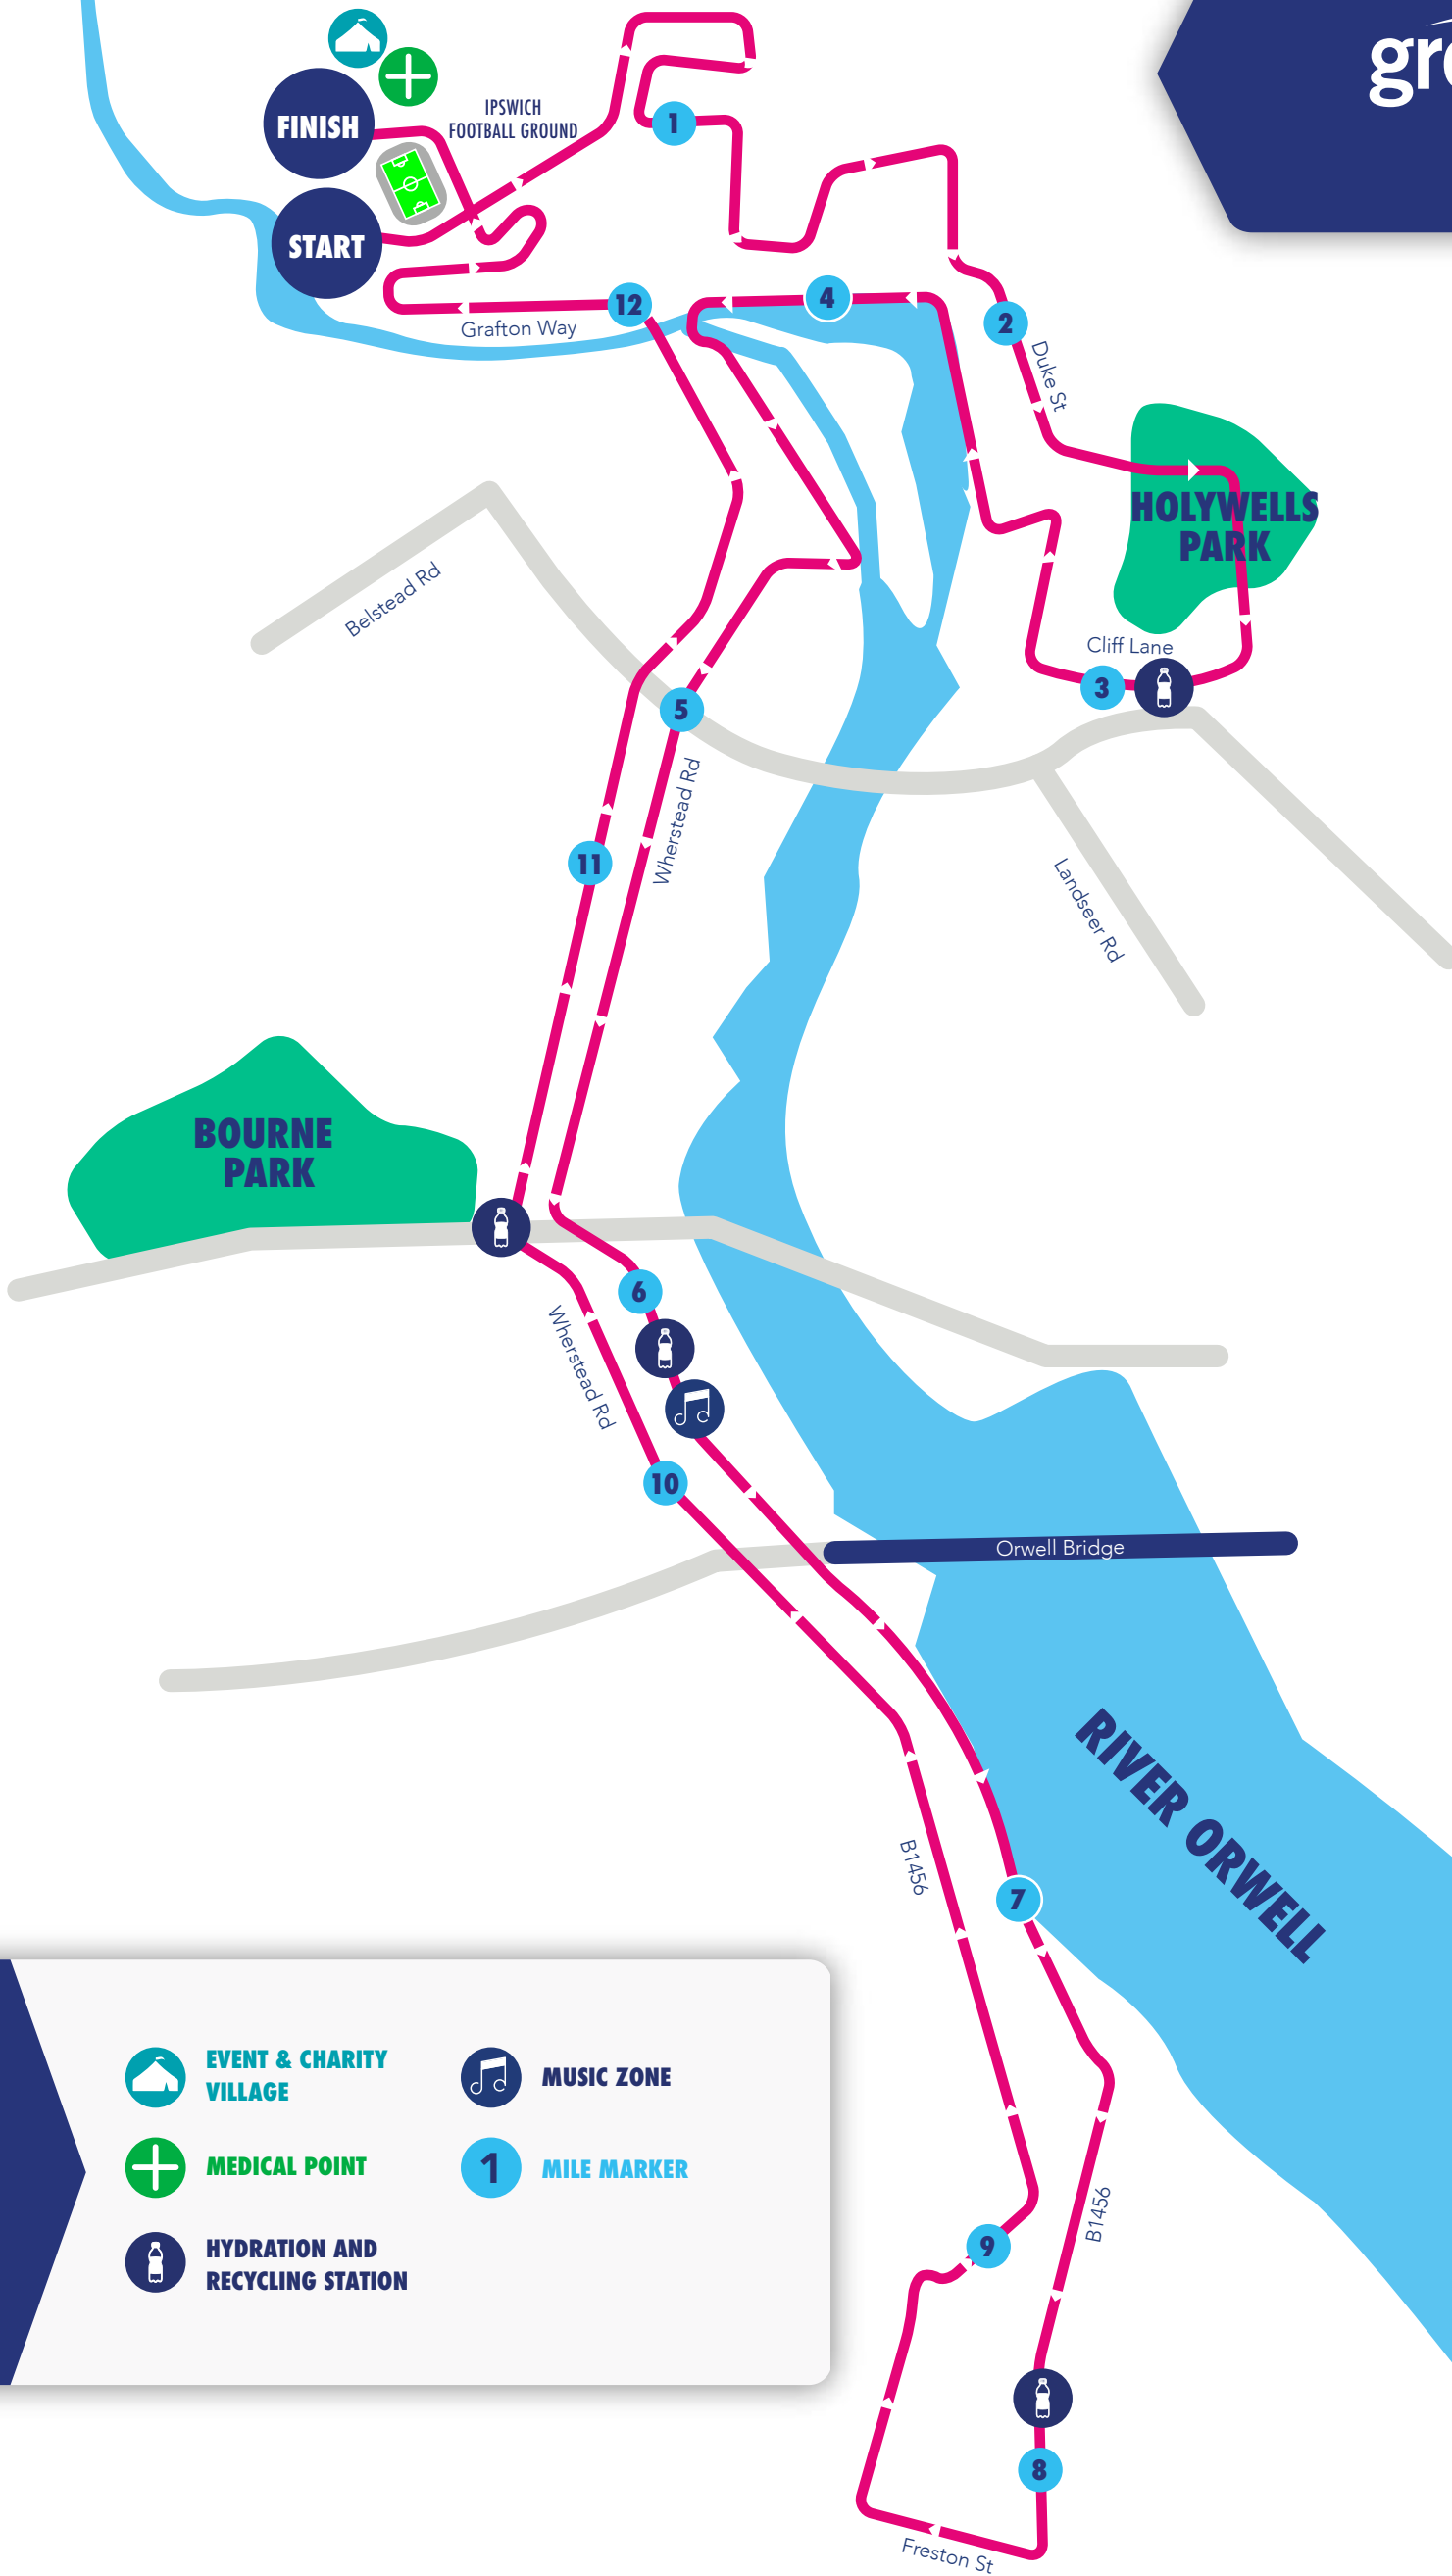 gre
FINISH
IPSWICH
FOOTBALL GROUND
1
START
12
4
2
Grafton Way
Duke St
HOLYWELLS
PARK
Belstead Rd
Cliff Lane
3
5
Wherstead Rd
11
Landseer Rd
BOURNE
PARK
6
Wherstead Rd
10
Orwell Bridge
RIVER ORWELL
B1456
7
EVENT & CHARITY
VILLAGE
MUSIC ZONE
MEDICAL POINT
1
MILE MARKER
HYDRATION AND
RECYCLING STATION
B1456
9
8
Freston St